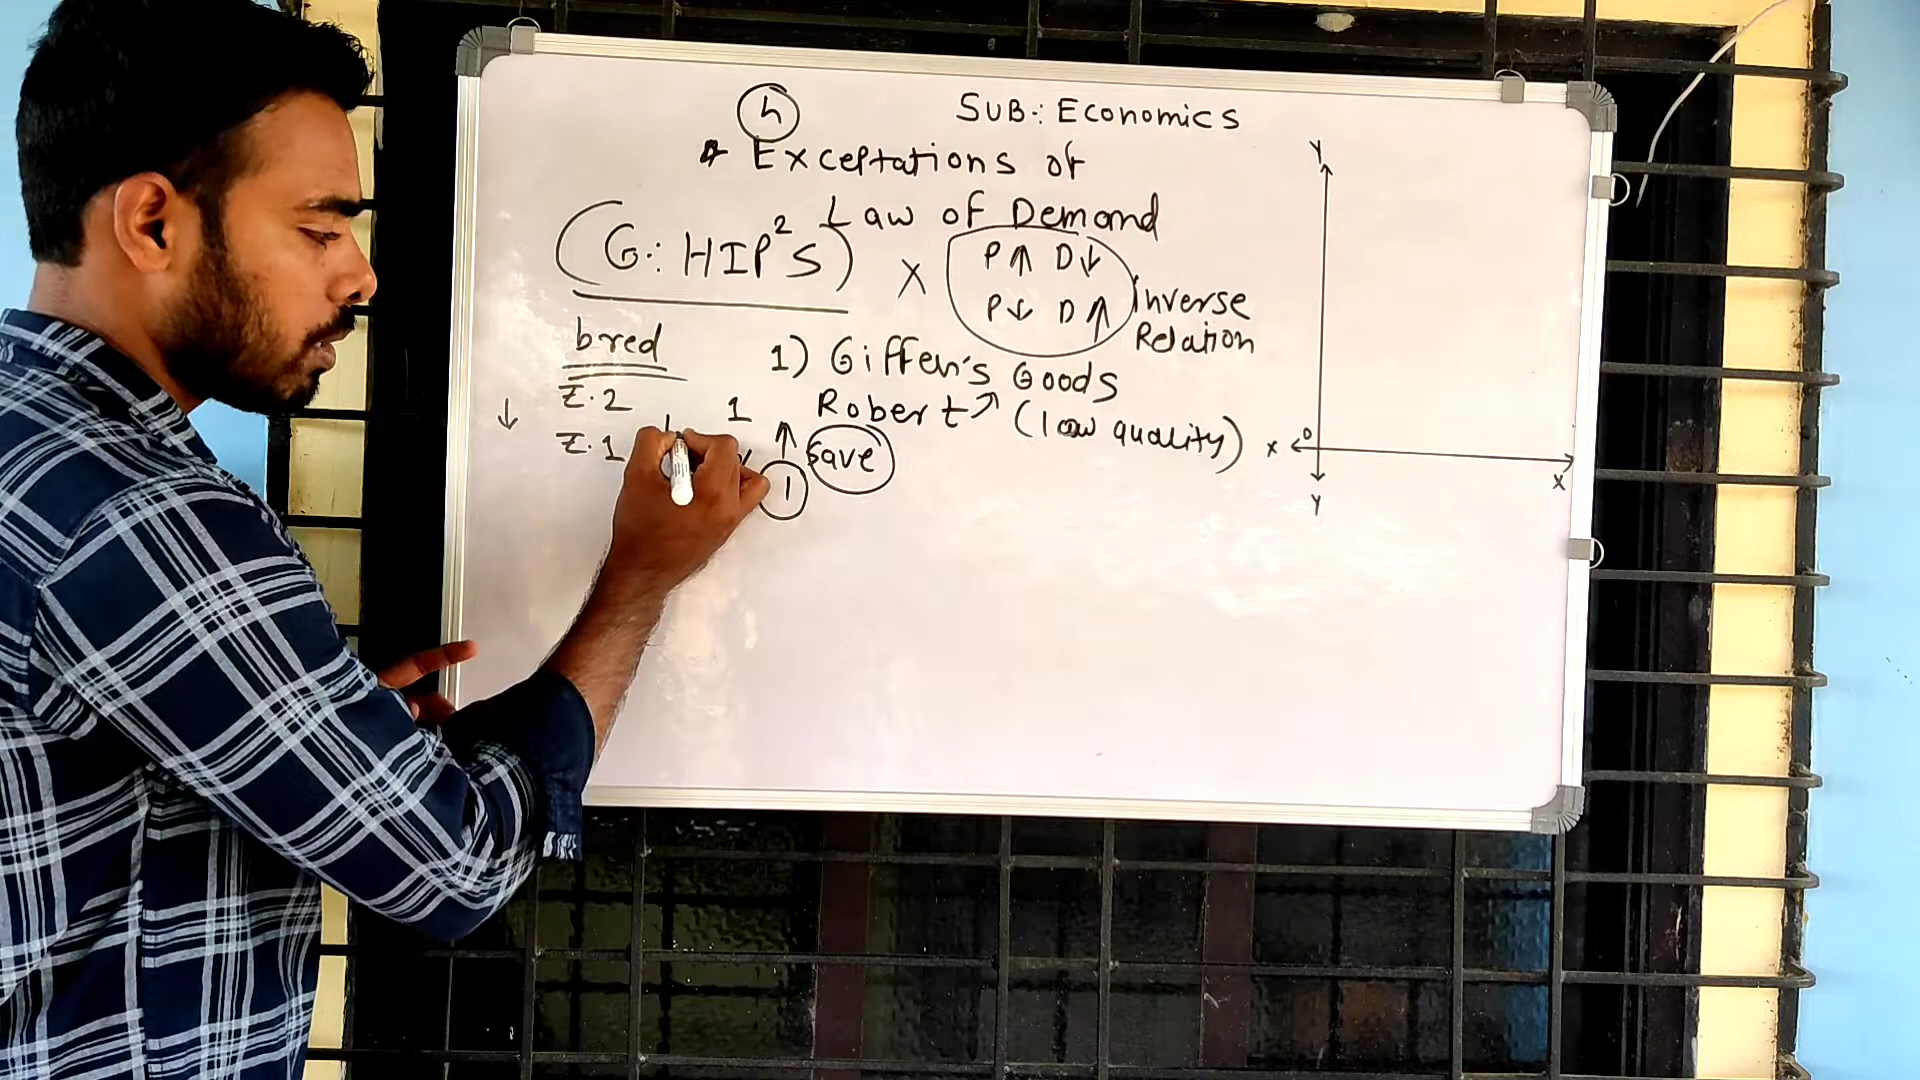 h
SUB.: Economics
* Exceptations of
Law of Demand
(G.: HIP²S)
X
P↑ D↓
P↓ D↑
inverse
Relation
bred
1) Giffen's Goods
Robert↗ (low quality)
Z.2
1
↓
Z.1
↑
save
1
Y
X
0
X
Y